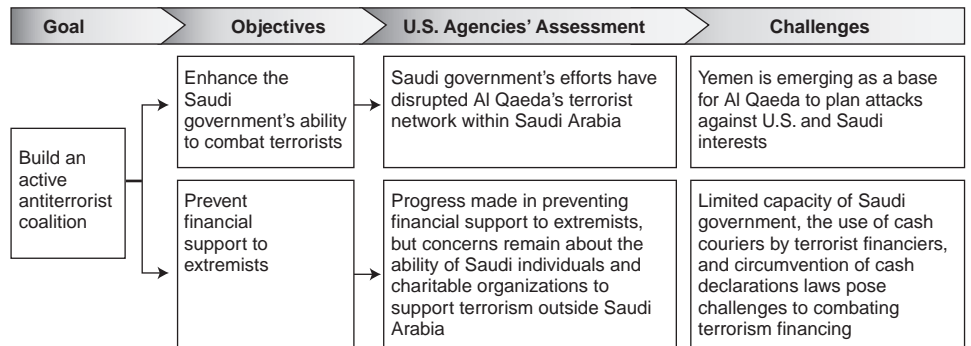 Goal
Objectives
U.S. Agencies' Assessment
Challenges
Build an
active
antiterrorist
coalition
Enhance the
Saudi
government's ability
to combat terrorists
Saudi government's efforts have
disrupted Al Qaeda's terrorist
network within Saudi Arabia
Yemen is emerging as a base
for Al Qaeda to plan attacks
against U.S. and Saudi
interests
Prevent
financial
support to
extremists
Progress made in preventing
financial support to extremists,
but concerns remain about the
ability of Saudi individuals and
charitable organizations to
support terrorism outside Saudi
Arabia
Limited capacity of Saudi
government, the use of cash
couriers by terrorist financiers,
and circumvention of cash
declarations laws pose
challenges to combating
terrorism financing